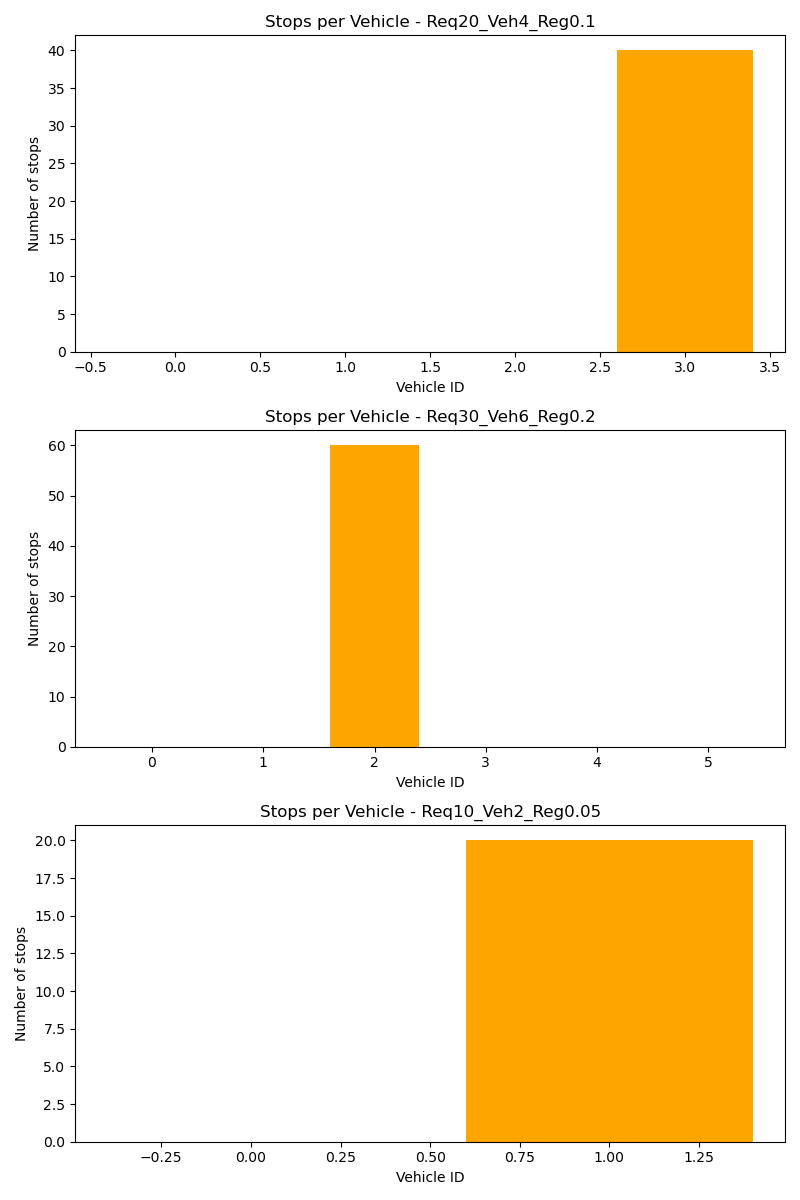 Stops per Vehicle - Req20_Veh4_Reg0.1
40
35
30
25
20
15
10
5
0
Number of stops
−0.5 0.0 0.5 1.0 1.5 2.0 2.5 3.0 3.5
Vehicle ID
Stops per Vehicle - Req30_Veh6_Reg0.2
60
50
40
30
20
10
0
Number of stops
0 1 2 3 4 5
Vehicle ID
Stops per Vehicle - Req10_Veh2_Reg0.05
20.0
17.5
15.0
12.5
10.0
7.5
5.0
2.5
0.0
Number of stops
−0.25 0.00 0.25 0.50 0.75 1.00 1.25
Vehicle ID